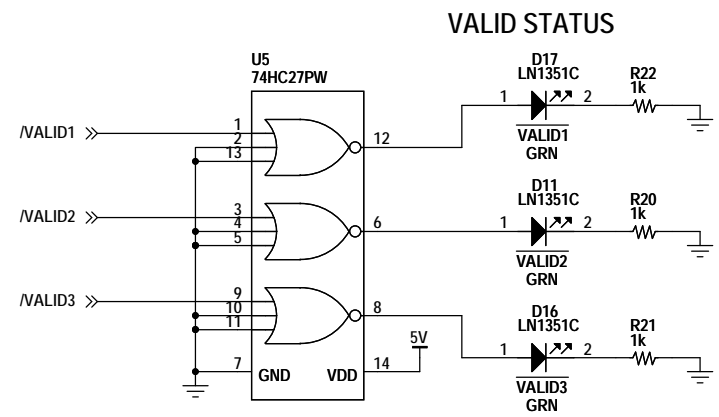 VALID STATUS
U5
74HC27PW
D17
LN1351C
R22
1k
1
2
/VALID1
1
2
13
12
VALID1
GRN
D11
LN1351C
R20
1k
/VALID2
3
4
5
6
1
2
VALID2
GRN
/VALID3
9
10
11
8
D16
LN1351C
R21
1k
5V
1
2
7
GND
VDD
14
VALID3
GRN